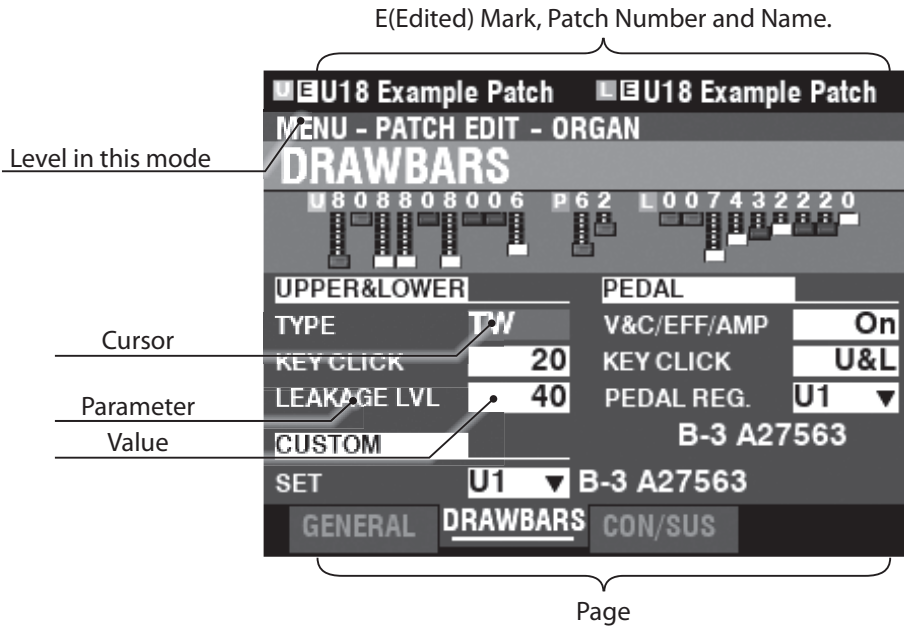 E(Edited) Mark, Patch Number and Name.
U E U18 Example Patch L E U18 Example Patch
MENU - PATCH EDIT - ORGAN
Level in this mode
DRAWBARS
U 8 0 8 8 0 8 0 0 6 P 6 2 L 0 0 7 4 3 2 2 2 0
UPPER&LOWER PEDAL
TYPE TW V&C/EFF/AMP On
Cursor
KEY CLICK 20 KEY CLICK U&L
LEAKAGE LVL 40 PEDAL REG. U1 ▼
Parameter
Value
CUSTOM B-3 A27563
SET U1 ▼ B-3 A27563
GENERAL DRAWBARS CON/SUS
Page